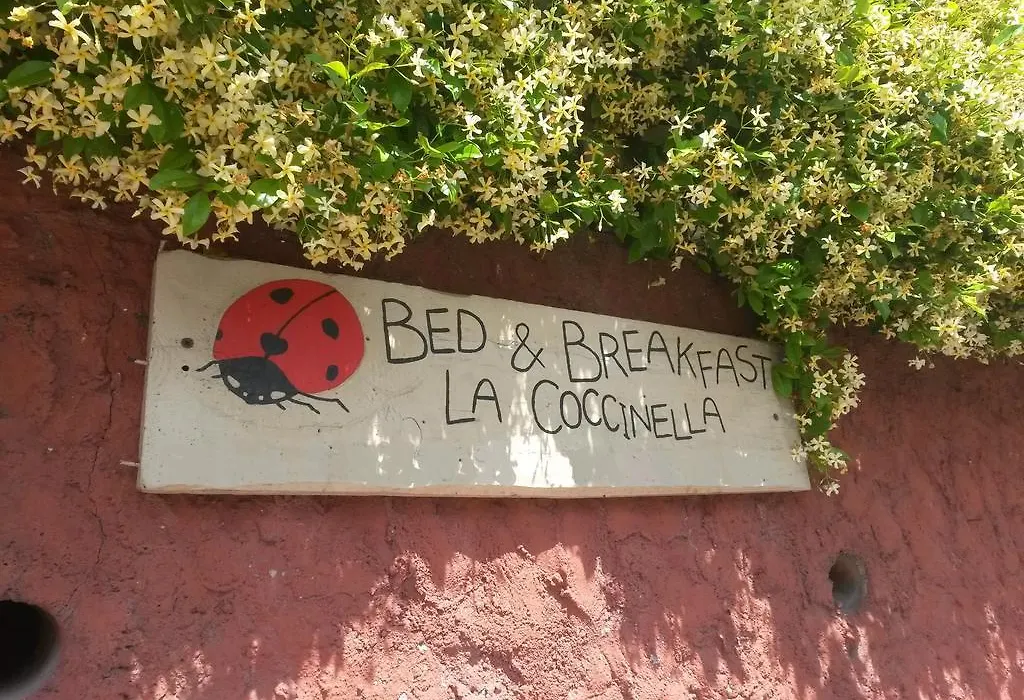 BED & BREAKFAST
LA COCCINELLA